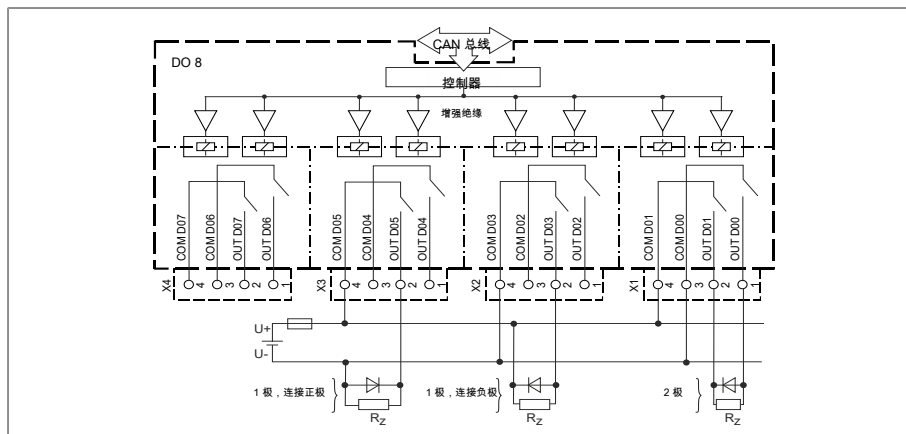 CAN 总线
DO 8
控制器
增强绝缘
COM D07
COM D06
OUT D07
OUT D06
COM D05
COM D04
OUT D05
OUT D04
COM D03
COM D02
OUT D03
OUT D02
COM D01
COM D00
OUT D01
OUT D00
X4
4
3
2
1
X3
4
3
2
1
X2
4
3
2
1
X1
4
3
2
1
U+
U-
1 极，连接正极
RZ
1 极，连接负极
RZ
2 极
RZ